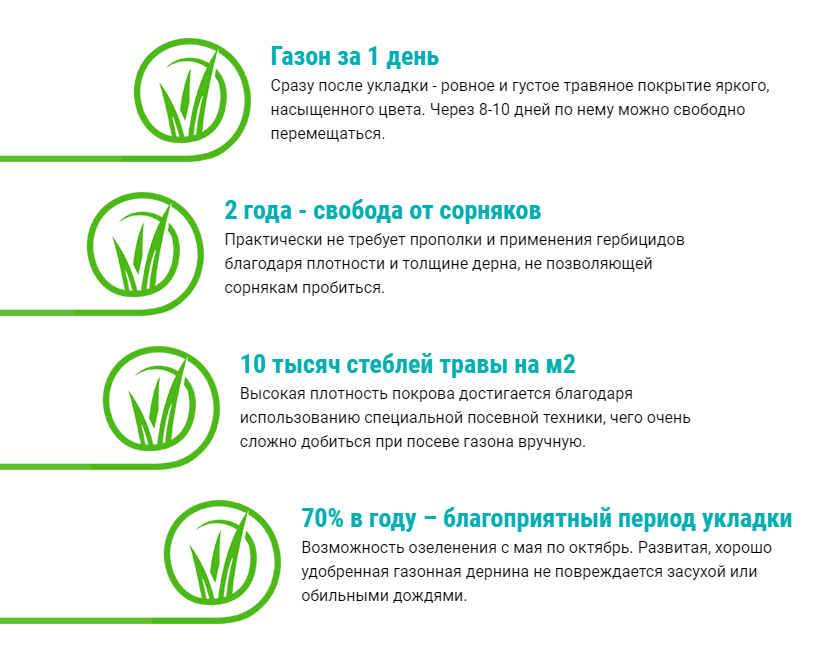 Газон за 1 день
Сразу после укладки - ровное и густое травяное покрытие яркого,
насыщенного цвета. Через 8-10 дней по нему можно свободно
перемещаться.
2 года - свобода от сорняков
Практически не требует прополки и применения гербицидов
благодаря плотности и толщине дерна, не позволяющей
сорнякам пробиться.
10 тысяч стеблей травы на м2
Высокая плотность покрова достигается благодаря
использованию специальной посевной техники, чего очень
сложно добиться при посеве газона вручную.
70% в году – благоприятный период укладки
Возможность озеленения с мая по октябрь. Развитая, хорошо
удобренная газонная дернина не повреждается засухой или
обильными дождями.